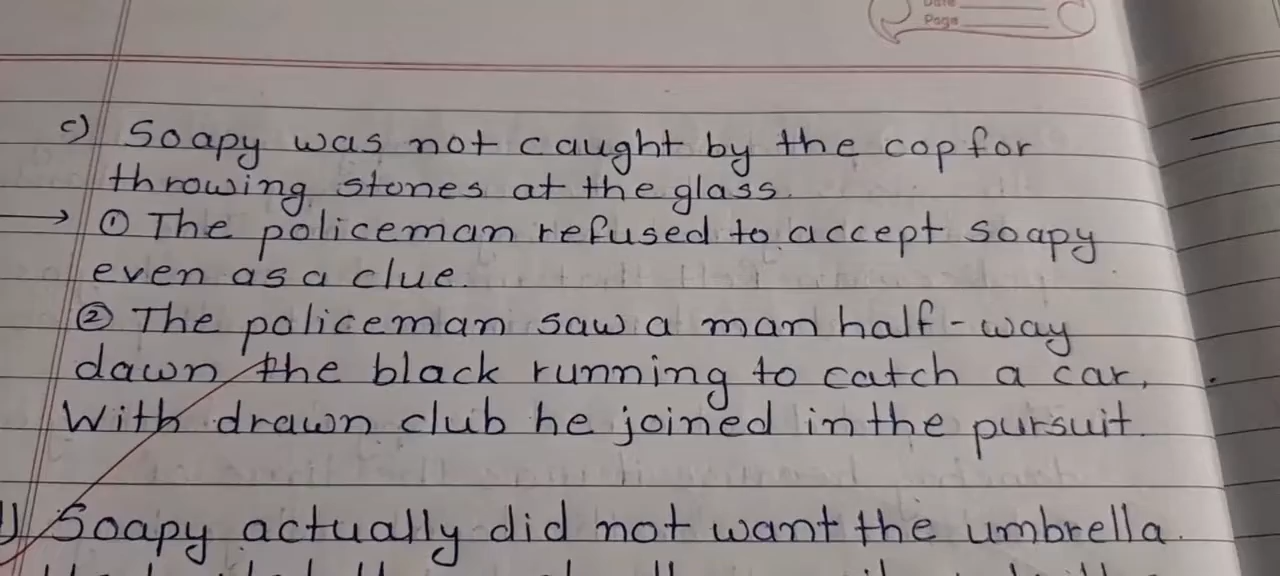 Date
Page
c) Soapy was not caught by the cop for
throwing stones at the glass.
→ ① The policeman refused to accept soapy
even as a clue.
② The policeman saw a man half-way
dawn the black running to catch a car.
With drawn club he joined in the pursuit.
Soapy actually did not want the umbrella.